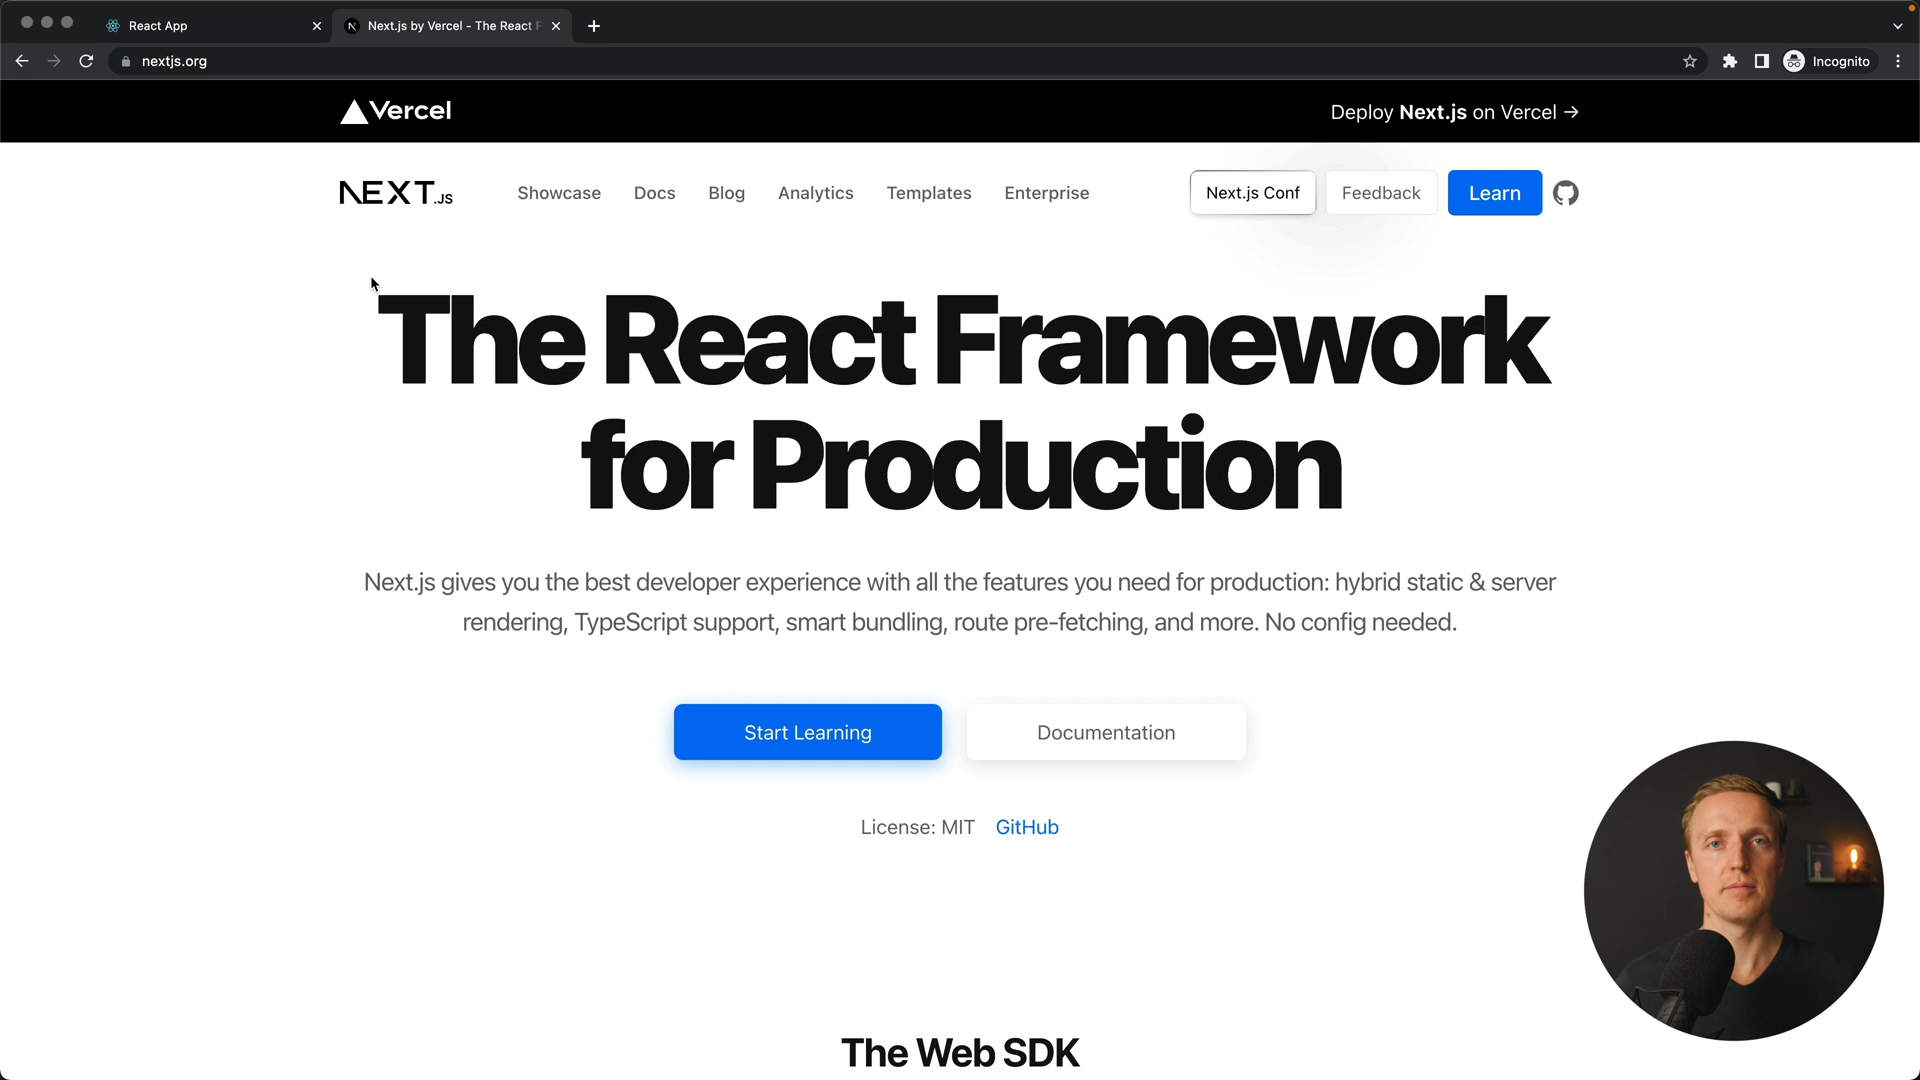 React App
Next.js by Vercel - The React F
nextjs.org
Incognito
Vercel
Deploy Next.js on Vercel →
NEXT.JS
Showcase
Docs
Blog
Analytics
Templates
Enterprise
Next.js Conf
Feedback
Learn
The React Framework
for Production
Next.js gives you the best developer experience with all the features you need for production: hybrid static & server
rendering, TypeScript support, smart bundling, route pre-fetching, and more. No config needed.
Start Learning
Documentation
License: MIT GitHub
The Web SDK